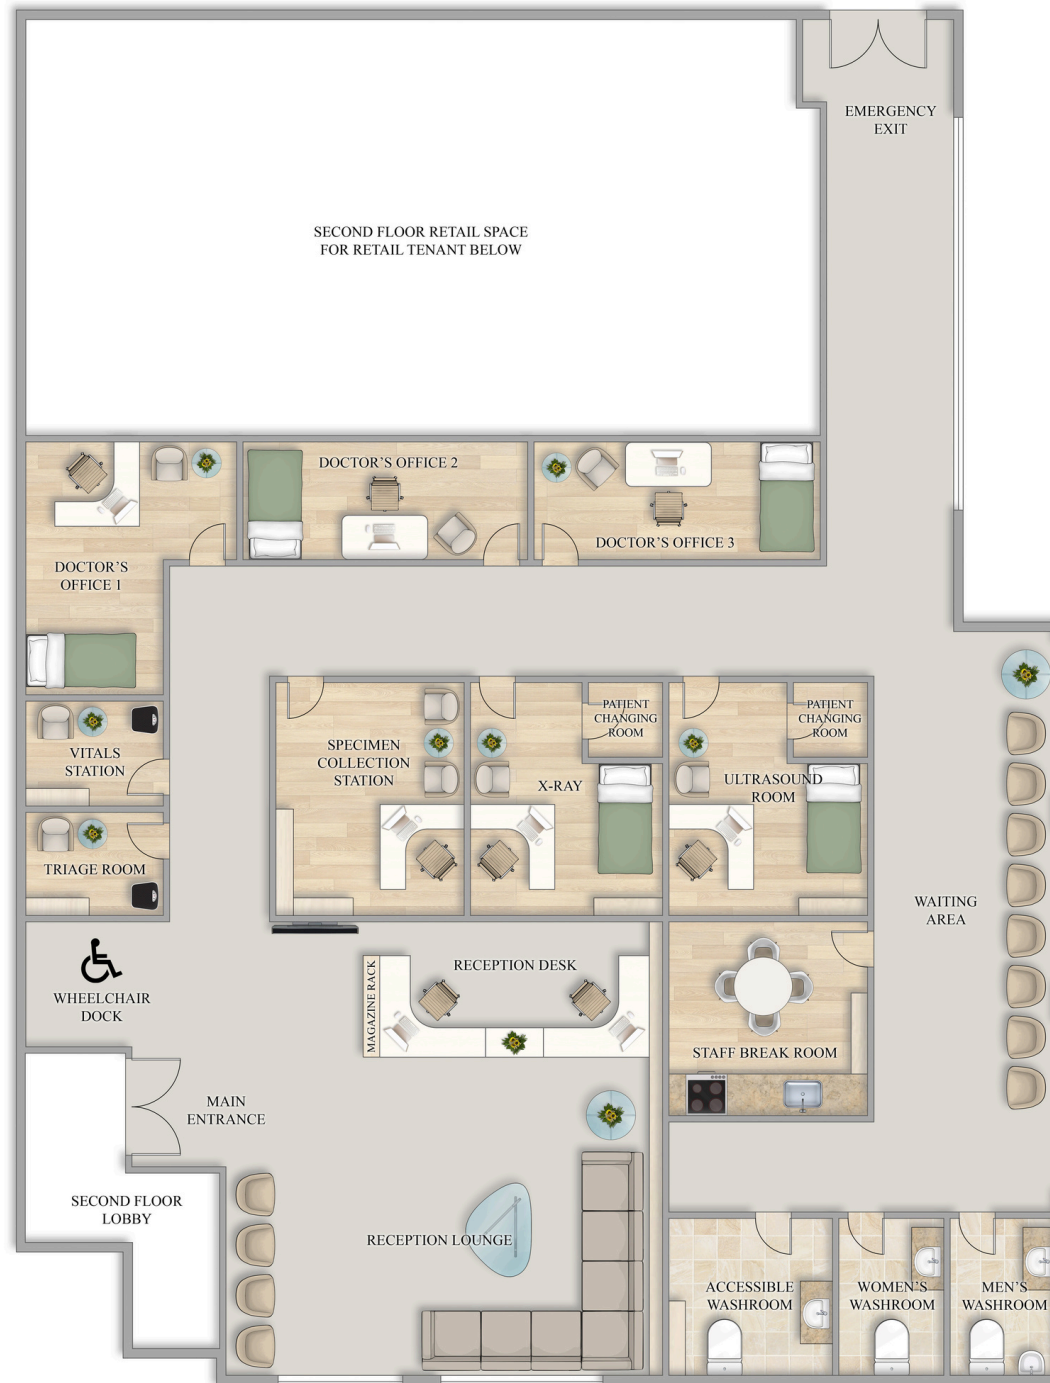 EMERGENCY
EXIT
SECOND FLOOR RETAIL SPACE
FOR RETAIL TENANT BELOW
DOCTOR'S OFFICE 2
DOCTOR'S OFFICE 3
DOCTOR'S
OFFICE 1
PATIENT
CHANGING
ROOM
PATIENT
CHANGING
ROOM
VITALS
STATION
SPECIMEN
COLLECTION
STATION
X-RAY
ULTRASOUND
ROOM
TRIAGE ROOM
WAITING
AREA
RECEPTION DESK
MAGAZINE RACK
WHEELCHAIR
DOCK
STAFF BREAK ROOM
MAIN
ENTRANCE
SECOND FLOOR
LOBBY
RECEPTION LOUNGE
ACCESSIBLE
WASHROOM
WOMEN'S
WASHROOM
MEN'S
WASHROOM